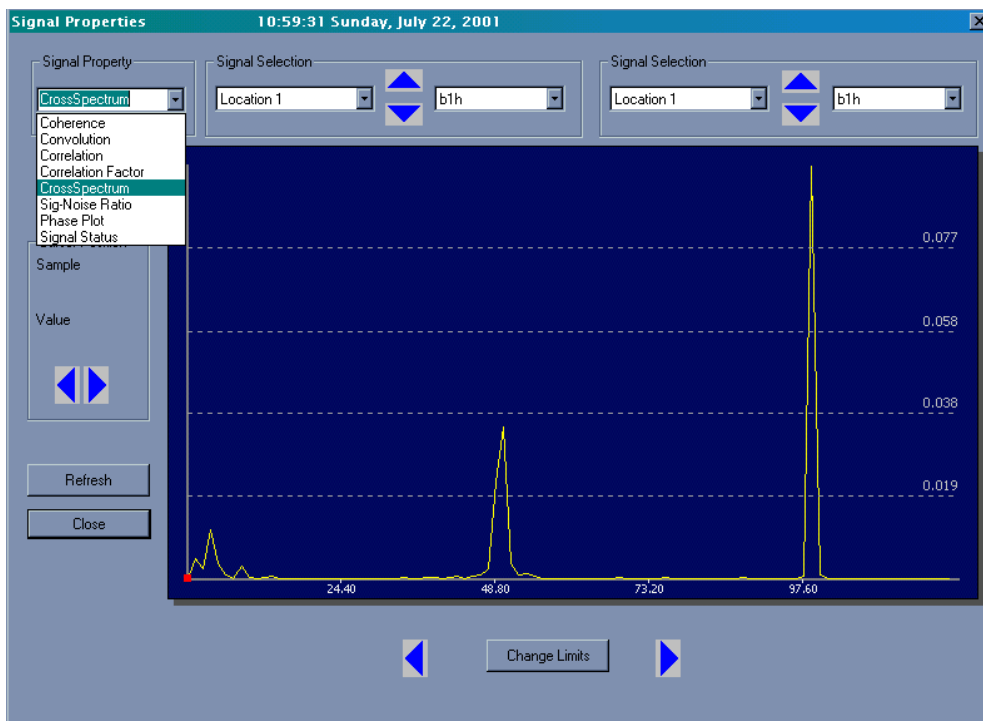 Signal Properties 10:59:31 Sunday, July 22, 2001
Signal Property
CrossSpectrum
Coherence
Convolution
Correlation
Correlation Factor
CrossSpectrum
Sig-Noise Ratio
Phase Plot
Signal Status
Signal Selection
Location 1
b1h
Signal Selection
Location 1
b1h
Sample
Value
Refresh
Close
0.077
0.058
0.038
0.019
24.40 48.80 73.20 97.60
Change Limits